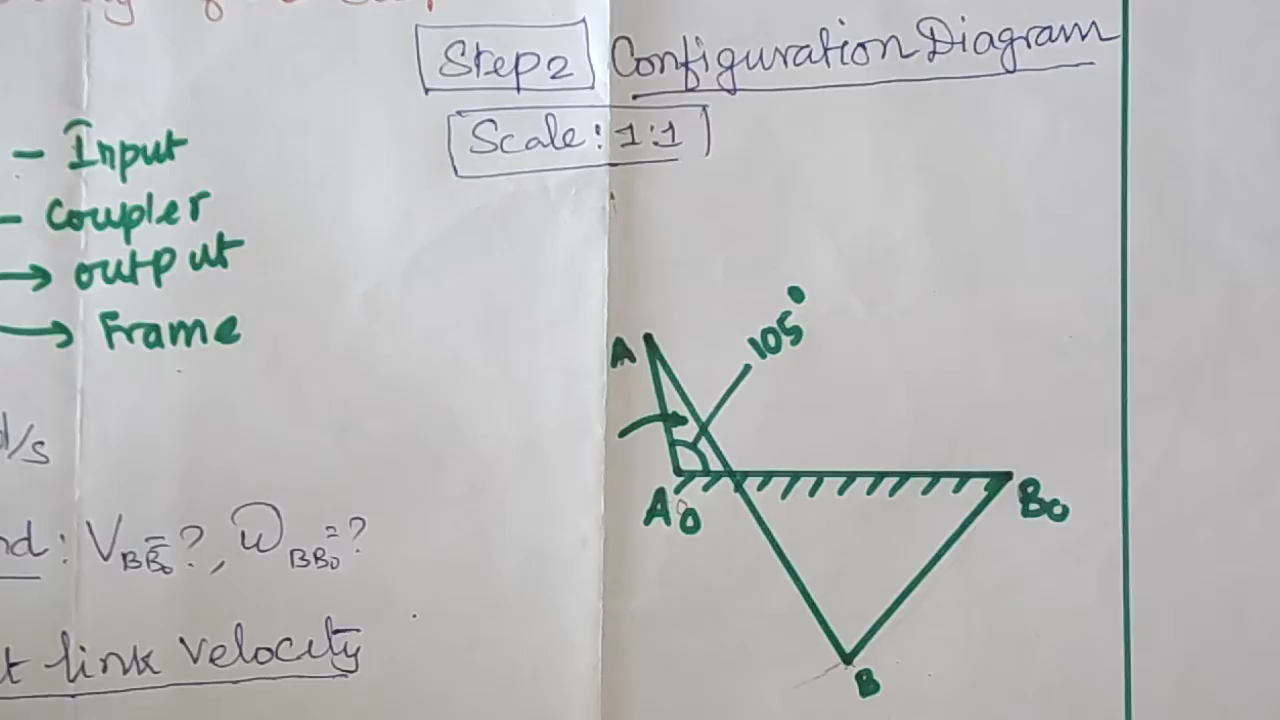 Step 2 Configuration Diagram
Scale: 1:1
- Input
- coupler
→ output
→ Frame
d/s
nd: VBB₀=?, ωBB₀=?
t link velocity
105°
A
A₀
B₀
B